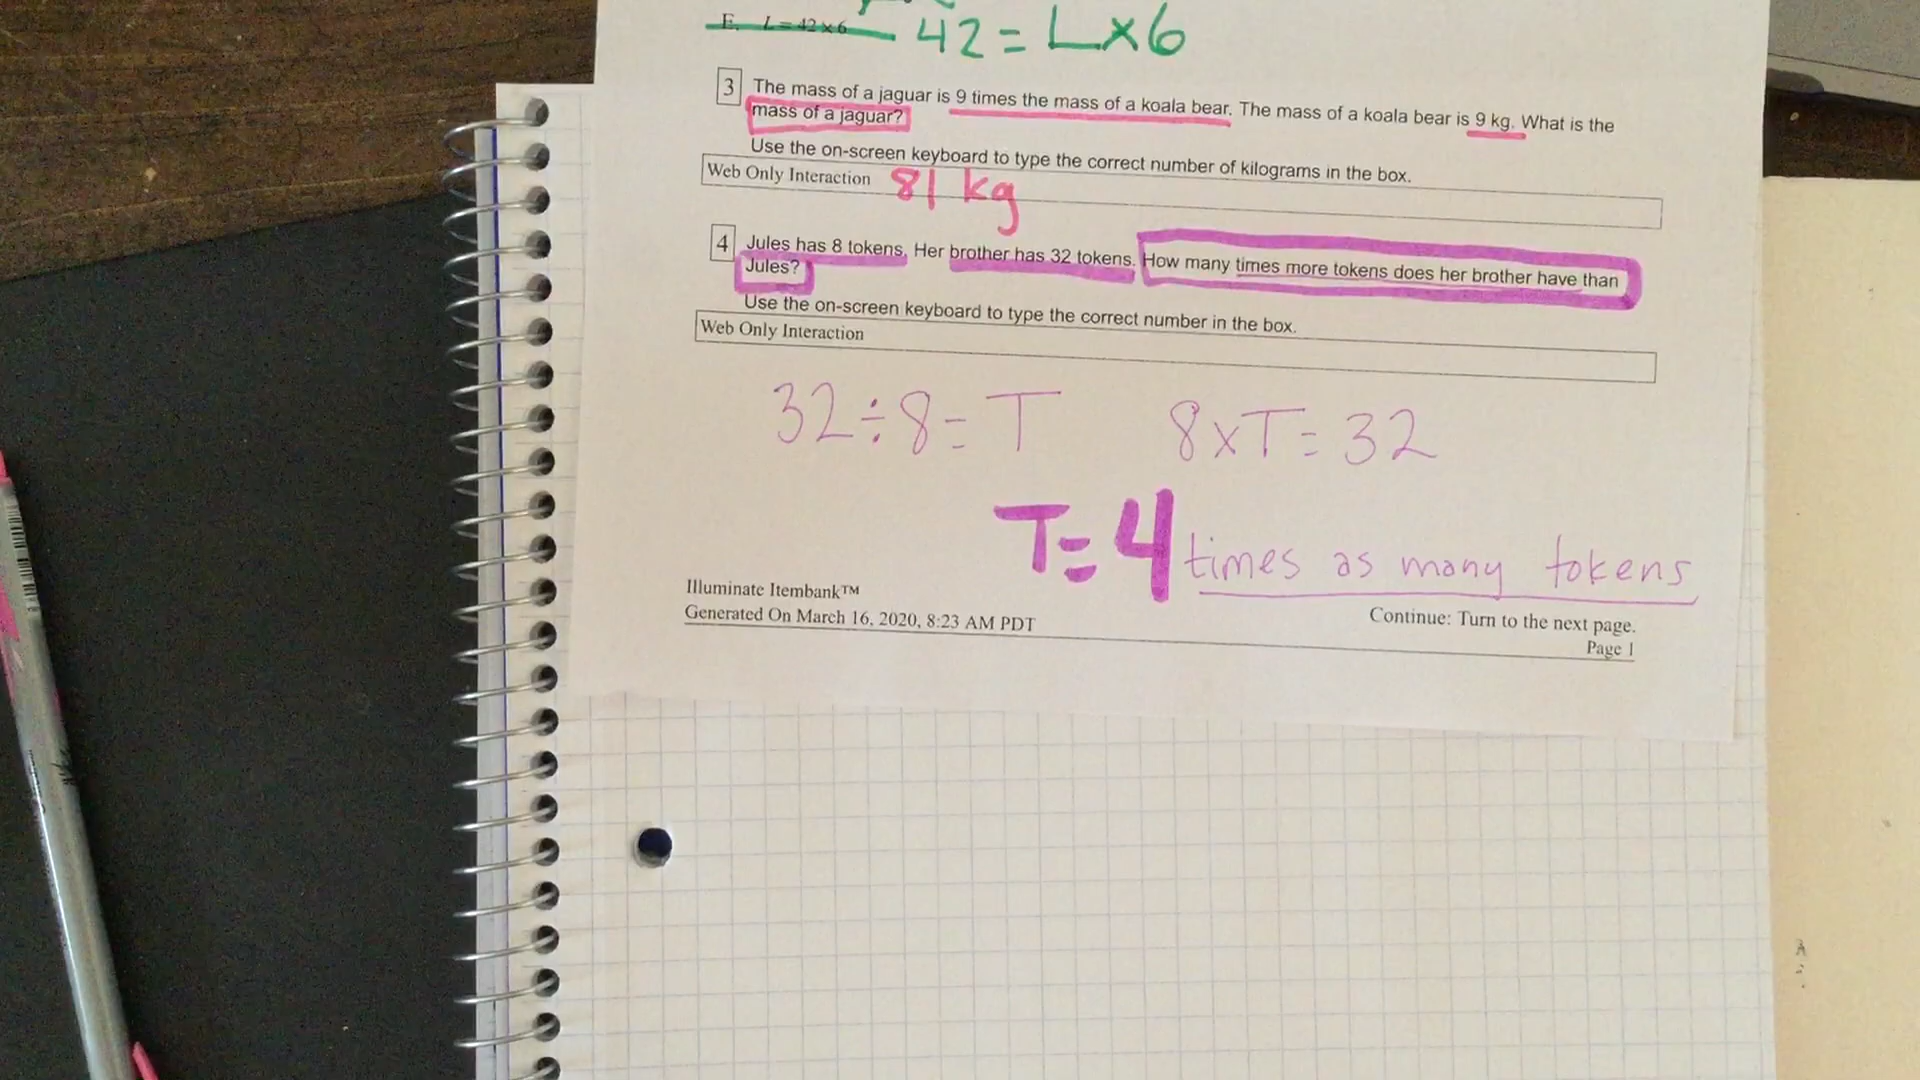 E. L = 42 x 6 42 = L x 6
3 The mass of a jaguar is 9 times the mass of a koala bear. The mass of a koala bear is 9 kg. What is the
mass of a jaguar?
Use the on-screen keyboard to type the correct number of kilograms in the box.
Web Only Interaction 81 kg
4 Jules has 8 tokens. Her brother has 32 tokens. How many times more tokens does her brother have than
Jules?
Use the on-screen keyboard to type the correct number in the box.
Web Only Interaction
32 ÷ 8 = T 8 x T = 32
T = 4 times as many tokens
Illuminate Itembank™
Generated On March 16, 2020, 8:23 AM PDT
Continue: Turn to the next page.
Page 1